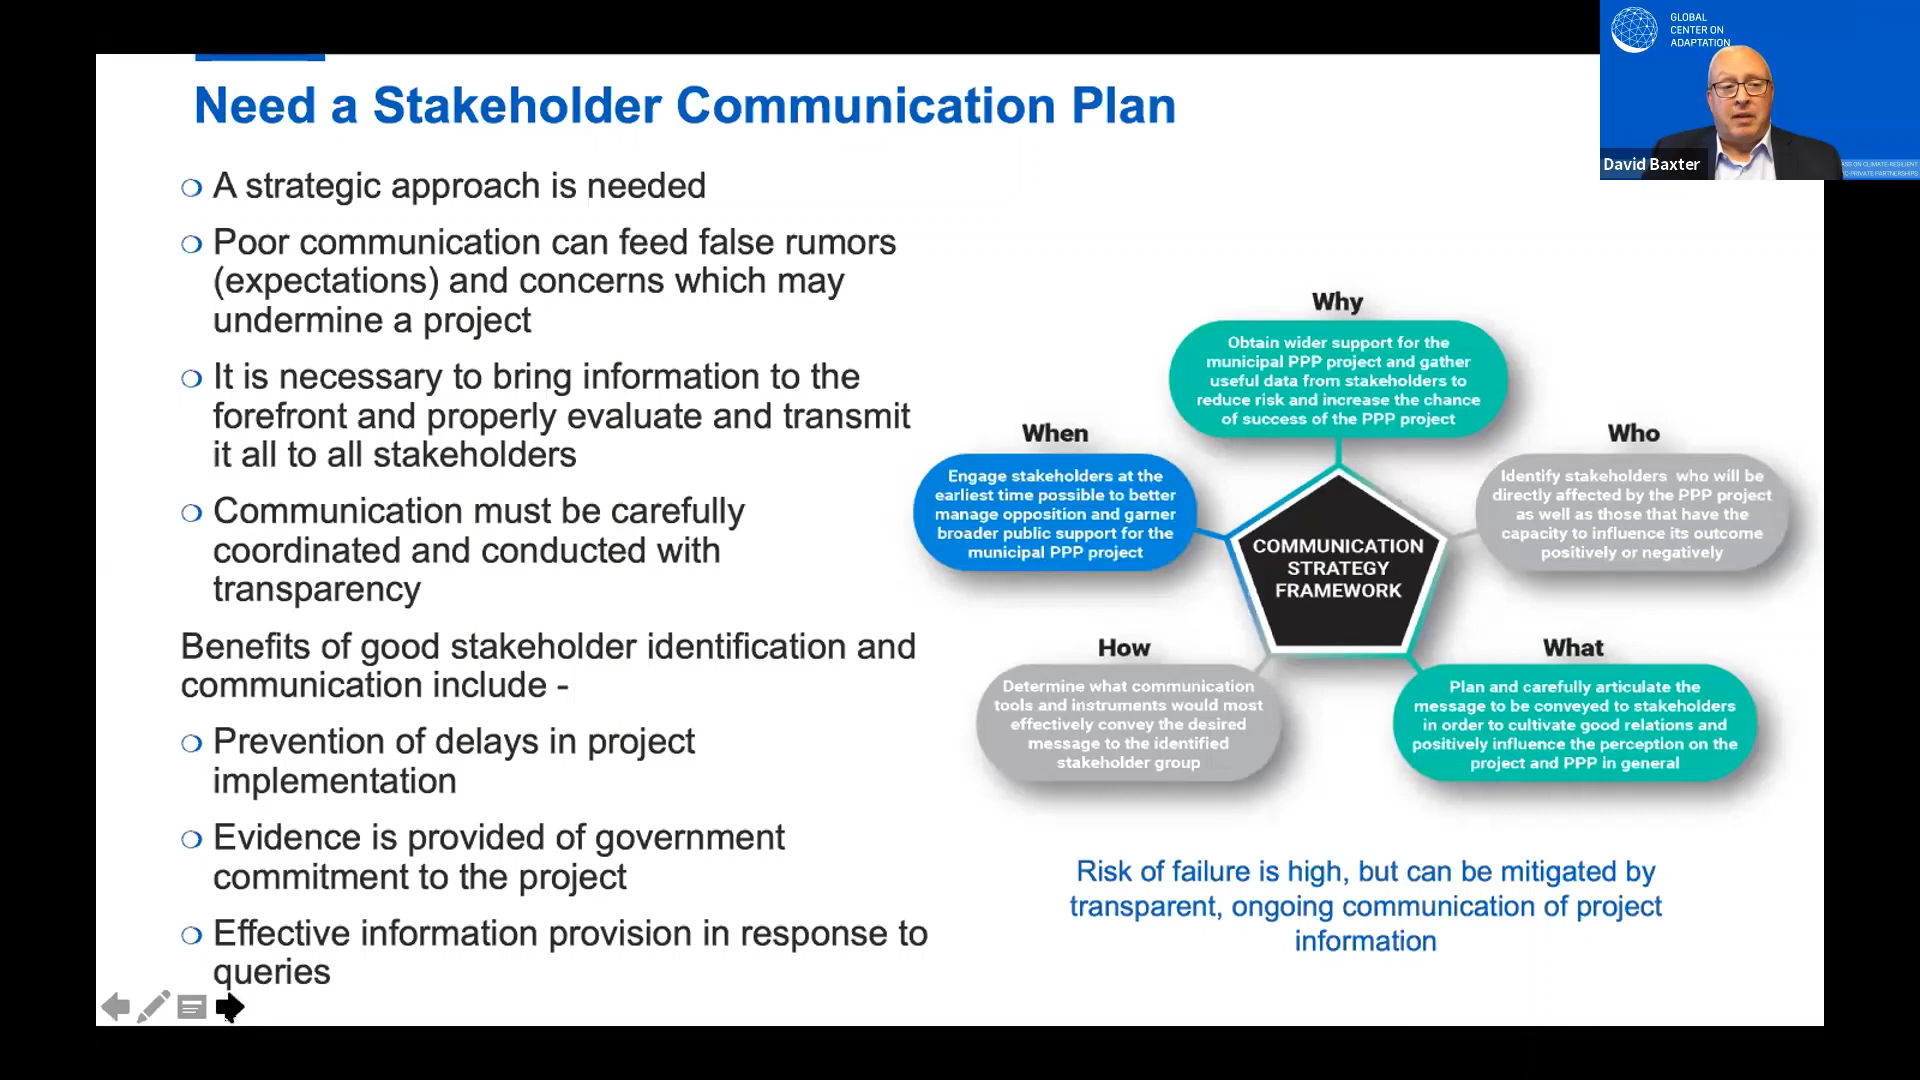 Need a Stakeholder Communication Plan
A strategic approach is needed
Poor communication can feed false rumors
(expectations) and concerns which may
undermine a project
It is necessary to bring information to the
forefront and properly evaluate and transmit
it all to all stakeholders
Communication must be carefully
coordinated and conducted with
transparency
Benefits of good stakeholder identification and
communication include -
Prevention of delays in project
implementation
Evidence is provided of government
commitment to the project
Effective information provision in response to
queries
Why
Obtain wider support for the
municipal PPP project and gather
useful data from stakeholders to
reduce risk and increase the chance
of success of the PPP project
When
Engage stakeholders at the
earliest time possible to better
manage opposition and garner
broader public support for the
municipal PPP project
Who
Identify stakeholders who will be
directly affected by the PPP project
as well as those that have the
capacity to influence its outcome
positively or negatively
COMMUNICATION
STRATEGY
FRAMEWORK
How
Determine what communication
tools and instruments would most
effectively convey the desired
message to the identified
stakeholder group
What
Plan and carefully articulate the
message to be conveyed to stakeholders
in order to cultivate good relations and
positively influence the perception on the
project and PPP in general
Risk of failure is high, but can be mitigated by
transparent, ongoing communication of project
information
GLOBAL
CENTER ON
ADAPTATION
David Baxter
ON CLIMATE-RESILIENT
PARTNERSHIPS